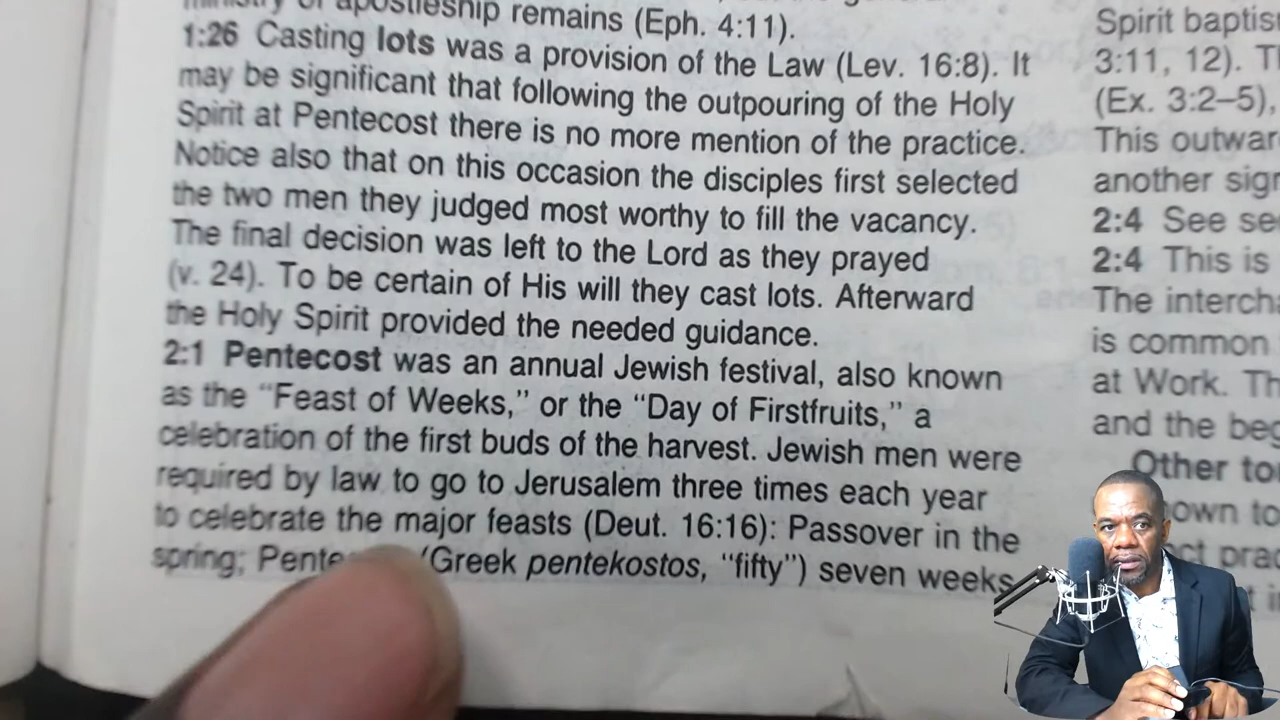 ministry of apostleship remains (Eph. 4:11).
1:26 Casting lots was a provision of the Law (Lev. 16:8). It
may be significant that following the outpouring of the Holy
Spirit at Pentecost there is no more mention of the practice.
Notice also that on this occasion the disciples first selected
the two men they judged most worthy to fill the vacancy.
The final decision was left to the Lord as they prayed
(v. 24). To be certain of His will they cast lots. Afterward
the Holy Spirit provided the needed guidance.
2:1 Pentecost was an annual Jewish festival, also known
as the “Feast of Weeks,” or the “Day of Firstfruits,” a
celebration of the first buds of the harvest. Jewish men were
required by law to go to Jerusalem three times each year
to celebrate the major feasts (Deut. 16:16): Passover in the
spring; (Greek pentekostos, “fifty”) seven weeks
Spirit
3:11, 12).
(Ex. 3:2–5),
This
another
2:4 See
2:4 This is
The
is common
at Work.
and the
Other